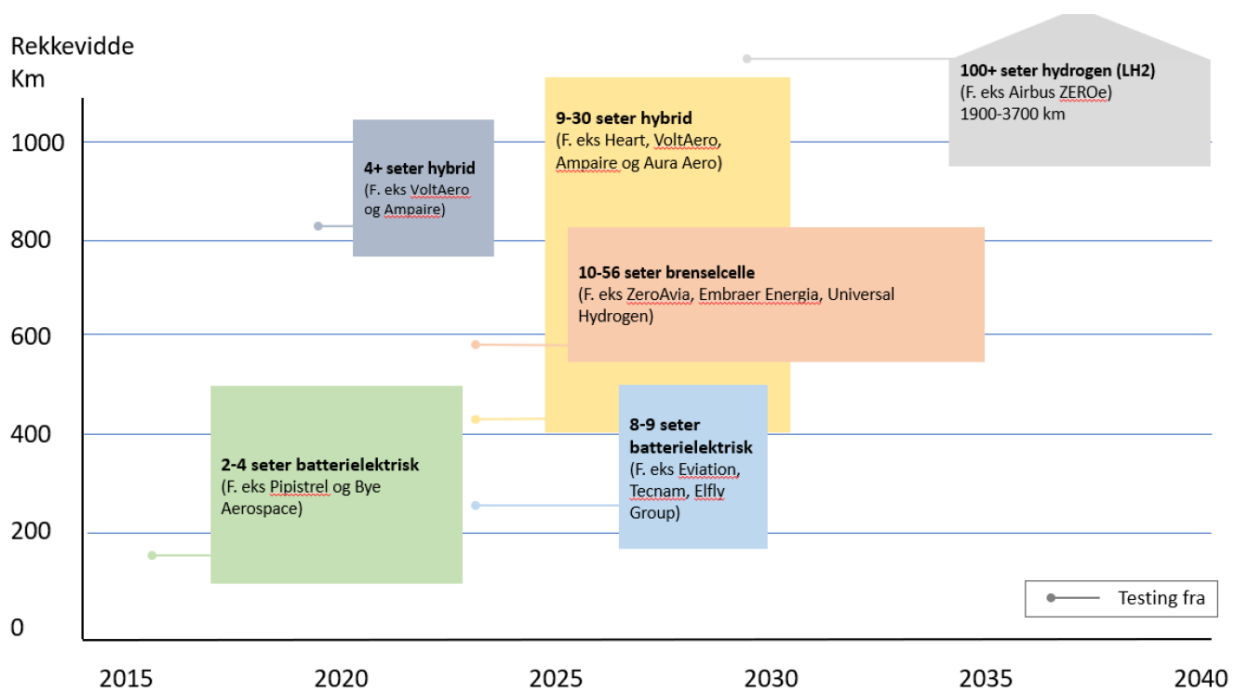 Rekkevidde
Km
1000
800
600
400
200
0
2015
2020
2025
2030
2035
2040
4+ seter hybrid
(F. eks VoltAero
og Ampaire)
9-30 seter hybrid
(F. eks Heart, VoltAero,
Ampaire og Aura Aero)
100+ seter hydrogen (LH2)
(F. eks Airbus ZEROe)
1900-3700 km
10-56 seter brenselcelle
(F. eks ZeroAvia, Embraer Energia, Universal
Hydrogen)
2-4 seter batterielektrisk
(F. eks Pipistrel og Bye
Aerospace)
8-9 seter
batterielektrisk
(F. eks Eviation,
Tecnam, Elfly
Group)
Testing fra